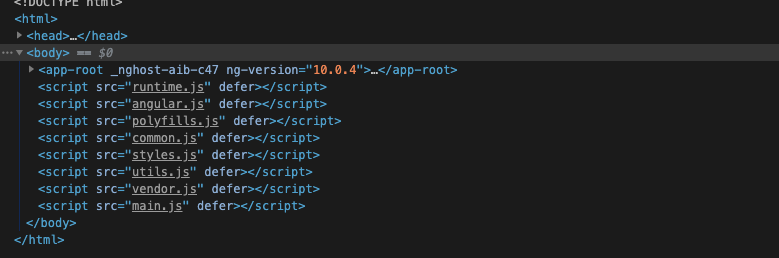 <!DOCTYPE html>
<html>
<head>…</head>
<body> == $0
<app-root _nghost-aib-c47 ng-version="10.0.4">…</app-root>
<script src="runtime.js" defer></script>
<script src="angular.js" defer></script>
<script src="polyfills.js" defer></script>
<script src="common.js" defer></script>
<script src="styles.js" defer></script>
<script src="utils.js" defer></script>
<script src="vendor.js" defer></script>
<script src="main.js" defer></script>
</body>
</html>